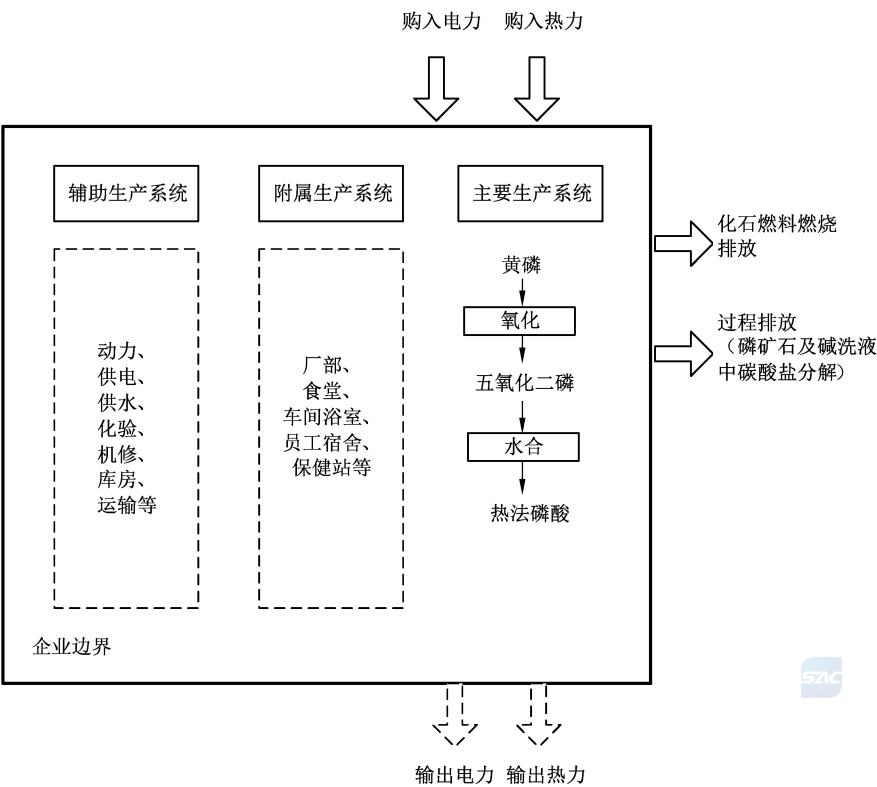 购入电力 购入热力
辅助生产系统
附属生产系统
主要生产系统
动力、
供电、
供水、
化验、
机修、
库房、
运输等
厂部、
食堂、
车间浴室、
员工宿舍、
保健站等
黄磷
氧化
五氧化二磷
水合
热法磷酸
化石燃料燃烧
排放
过程排放
（磷矿石及碱洗液
中碳酸盐分解）
企业边界
输出电力 输出热力
SAC